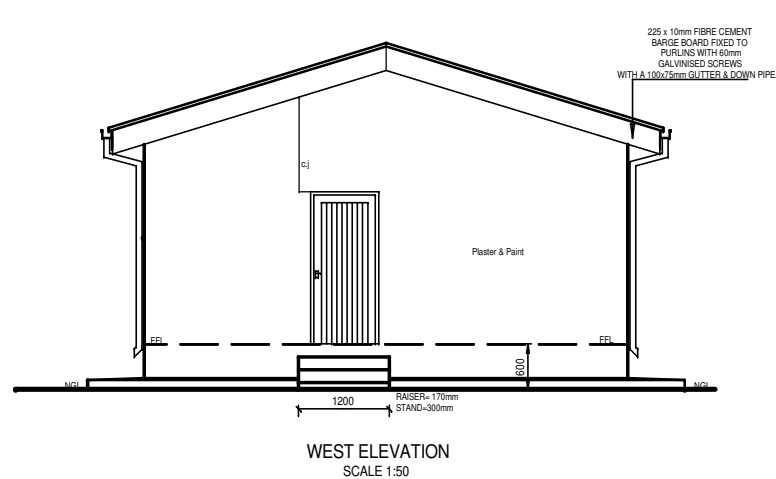 225 x 10mm FIBRE CEMENT
BARGE BOARD FIXED TO
PURLINS WITH 60mm
GALVINISED SCREWS
WITH A 100x75mm GUTTER & DOWN PIPE
c.j
Plaster & Paint
FFL
FFL
600
NGL
NGL
1200
RAISER= 170mm
STAND=300mm
WEST ELEVATION
SCALE 1:50